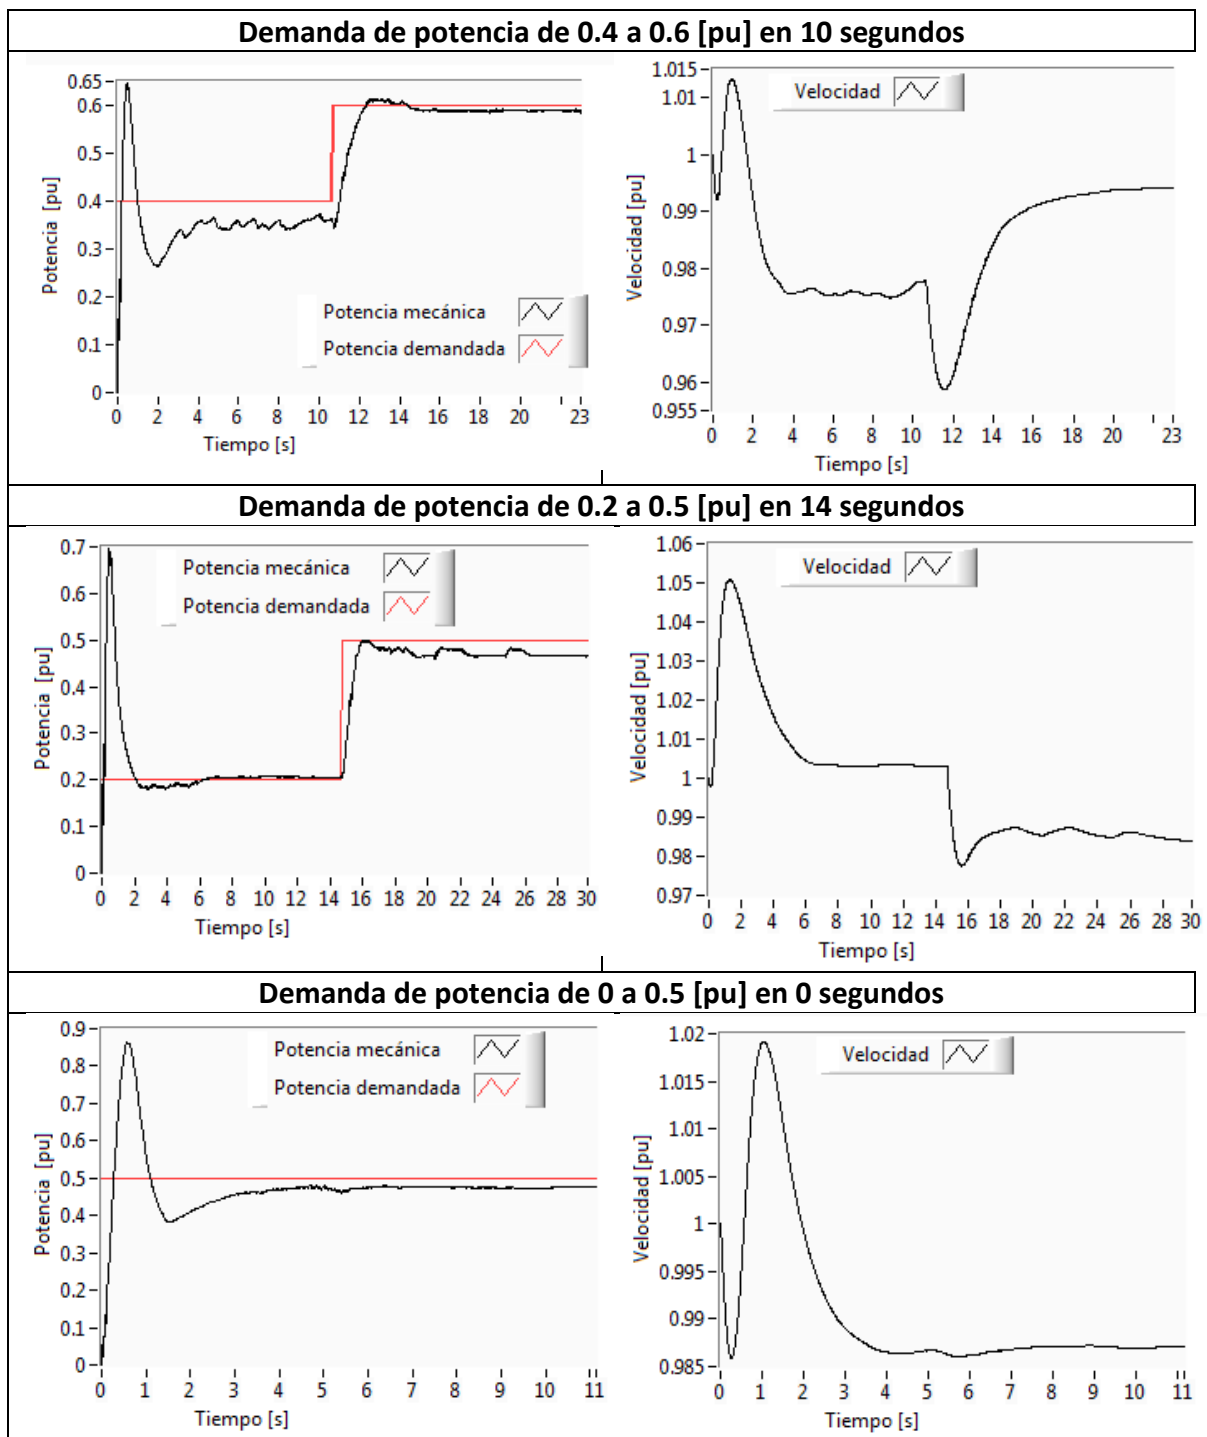 Demanda de potencia de 0.4 a 0.6 [pu] en 10 segundos
0.65
0.6
0.5
0.4
0.3
0.2
0.1
0
Potencia [pu]
Potencia mecánica
Potencia demandada
0 2 4 6 8 10 12 14 16 18 20 23
Tiempo [s]
1.015
1.01
1
0.99
0.98
0.97
0.96
0.955
Velocidad [pu]
Velocidad
0 2 4 6 8 10 12 14 16 18 20 23
Tiempo [s]
Demanda de potencia de 0.2 a 0.5 [pu] en 14 segundos
0.7
0.6
0.5
0.4
0.3
0.2
0.1
0
Potencia [pu]
Potencia mecánica
Potencia demandada
0 2 4 6 8 10 12 14 16 18 20 22 24 26 28 30
Tiempo [s]
1.06
1.05
1.04
1.03
1.02
1.01
1
0.99
0.98
0.97
Velocidad [pu]
Velocidad
0 2 4 6 8 10 12 14 16 18 20 22 24 26 28 30
Tiempo [s]
Demanda de potencia de 0 a 0.5 [pu] en 0 segundos
0.9
0.8
0.7
0.6
0.5
0.4
0.3
0.2
0.1
0
Potencia [pu]
Potencia mecánica
Potencia demandada
0 1 2 3 4 5 6 7 8 9 10 11
Tiempo [s]
1.02
1.015
1.01
1.005
1
0.995
0.99
0.985
Velocidad [pu]
Velocidad
0 1 2 3 4 5 6 7 8 9 10 11
Tiempo [s]